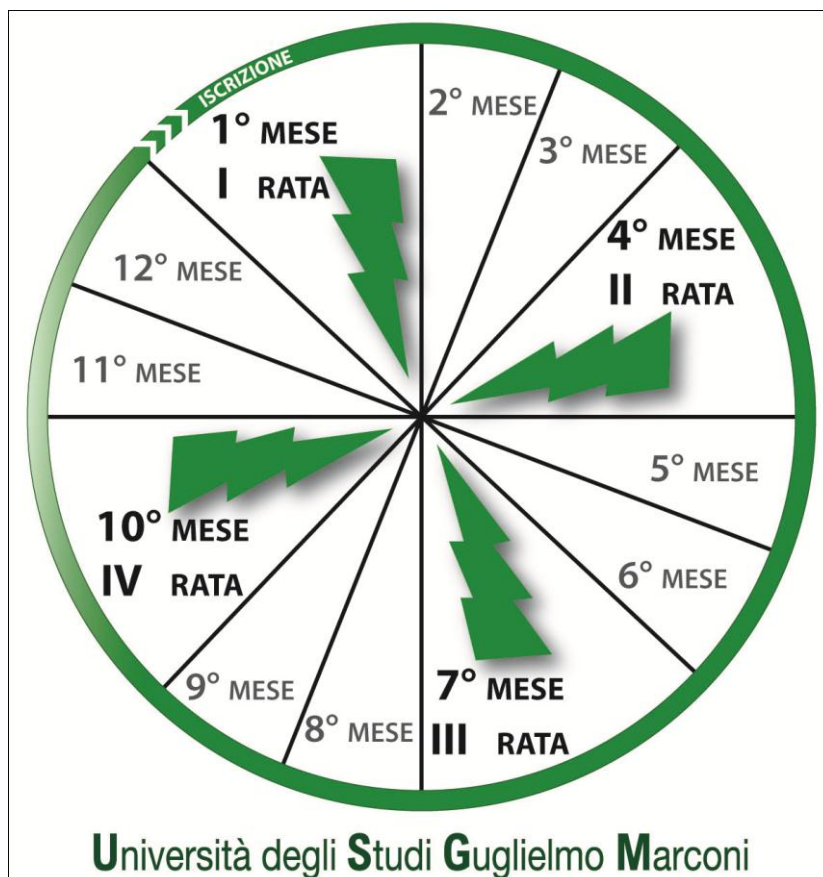 ISCRIZIONE
1° MESE
I RATA
2° MESE
3° MESE
4° MESE
II RATA
5° MESE
6° MESE
7° MESE
III RATA
8° MESE
9° MESE
10° MESE
IV RATA
11° MESE
12° MESE
Università degli Studi Guglielmo Marconi